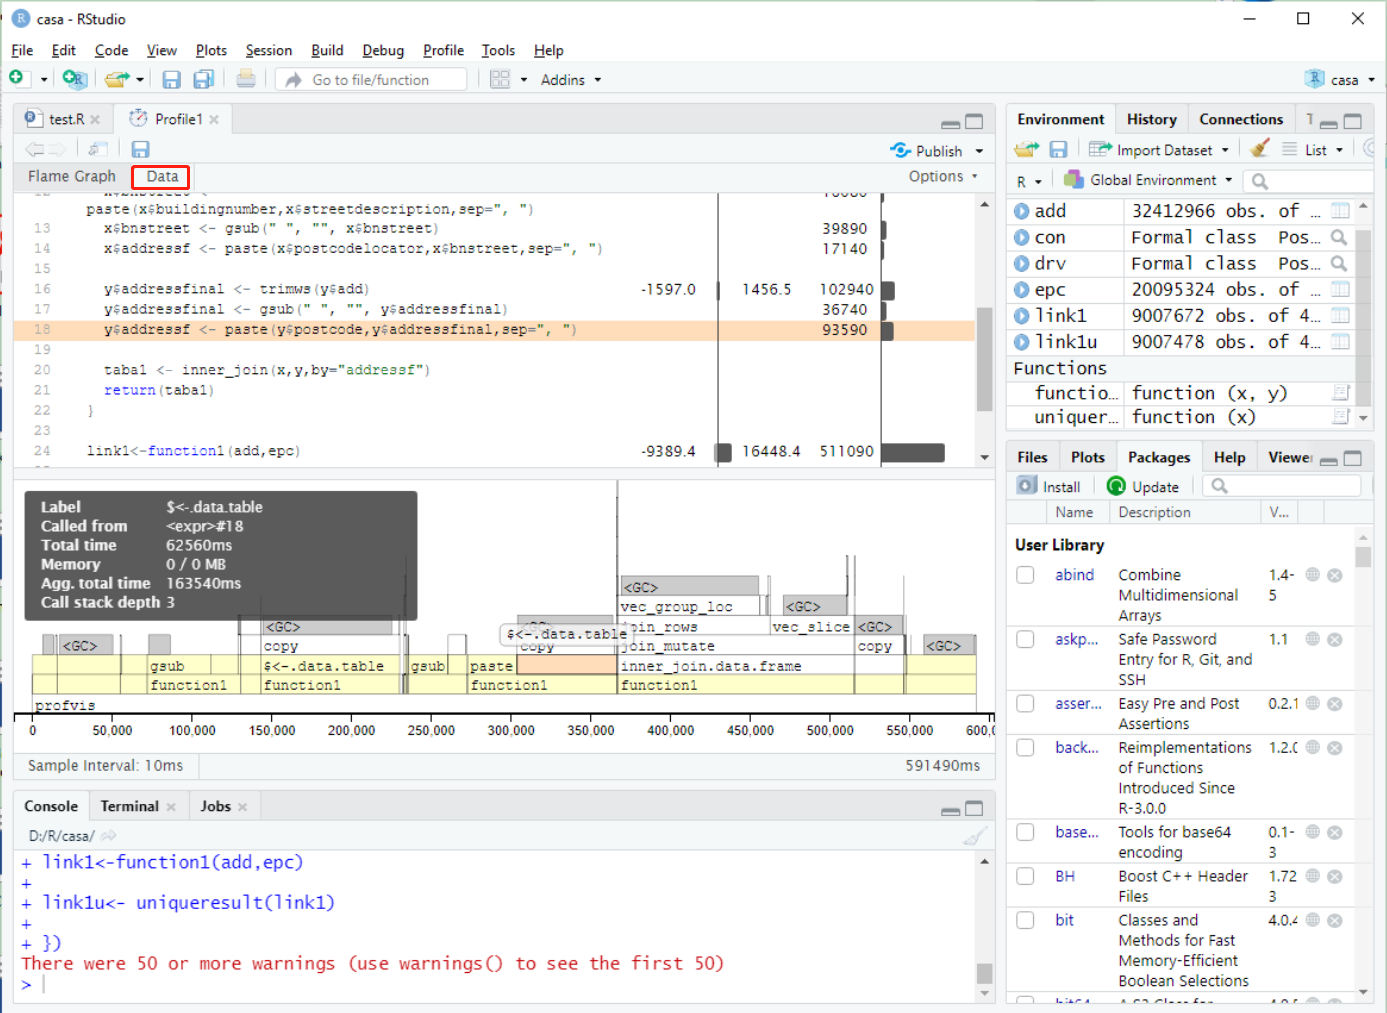 casa - RStudio
File Edit Code View Plots Session Build Debug Profile Tools Help
Go to file/function Addins casa
test.R Profile1
Publish
Flame Graph Data Options
paste(x$buildingnumber,x$streetdescription,sep=", ")
13 x$bnstreet <- gsub(" ", "", x$bnstreet) 39890
14 x$addressf <- paste(x$postcodelocator,x$bnstreet,sep=", ") 17140
15
16 y$addressfinal <- trimws(y$add) -1597.0 1456.5 102940
17 y$addressfinal <- gsub(" ", "", y$addressfinal) 36740
18 y$addressf <- paste(y$postcode,y$addressfinal,sep=", ") 93590
19
20 taba1 <- inner_join(x,y,by="addressf")
21 return(taba1)
22 }
23
24 link1<-function1(add,epc) -9389.4 16448.4 511090
Label $<-.data.table
Called from <expr>#18
Total time 62560ms
Memory 0 / 0 MB
Agg. total time 163540ms
Call stack depth 3
<GC>
vec_group_loc <GC>
<GC> $<-.data.table join_rows vec_slice <GC>
<GC> copy copy join_mutate copy <GC>
gsub $<-.data.table gsub paste inner_join.data.frame
function1 function1 function1 function1
profvis
0 50,000 100,000 150,000 200,000 250,000 300,000 350,000 400,000 450,000 500,000 550,000 600,0
Sample Interval: 10ms 591490ms
Console Terminal Jobs
D:/R/casa/
+ link1<-function1(add,epc)
+
+ link1u<- uniqueresult(link1)
+
+ })
There were 50 or more warnings (use warnings() to see the first 50)
>
Environment History Connections
Import Dataset List
R Global Environment
add 32412966 obs. of …
con Formal class Pos…
drv Formal class Pos…
epc 20095324 obs. of …
link1 9007672 obs. of 4…
link1u 9007478 obs. of 4…
Functions
functio… function (x, y)
uniquer… function (x)
Files Plots Packages Help Viewer
Install Update
Name Description V...
User Library
abind Combine Multidimensional Arrays 1.4-5
askp... Safe Password Entry for R, Git, and SSH 1.1
asser... Easy Pre and Post Assertions 0.2.1
back... Reimplementations of Functions Introduced Since R-3.0.0 1.2.0
base... Tools for base64 encoding 0.1-3
BH Boost C++ Header Files 1.72 3
bit Classes and Methods for Fast Memory-Efficient Boolean Selections 4.0.4